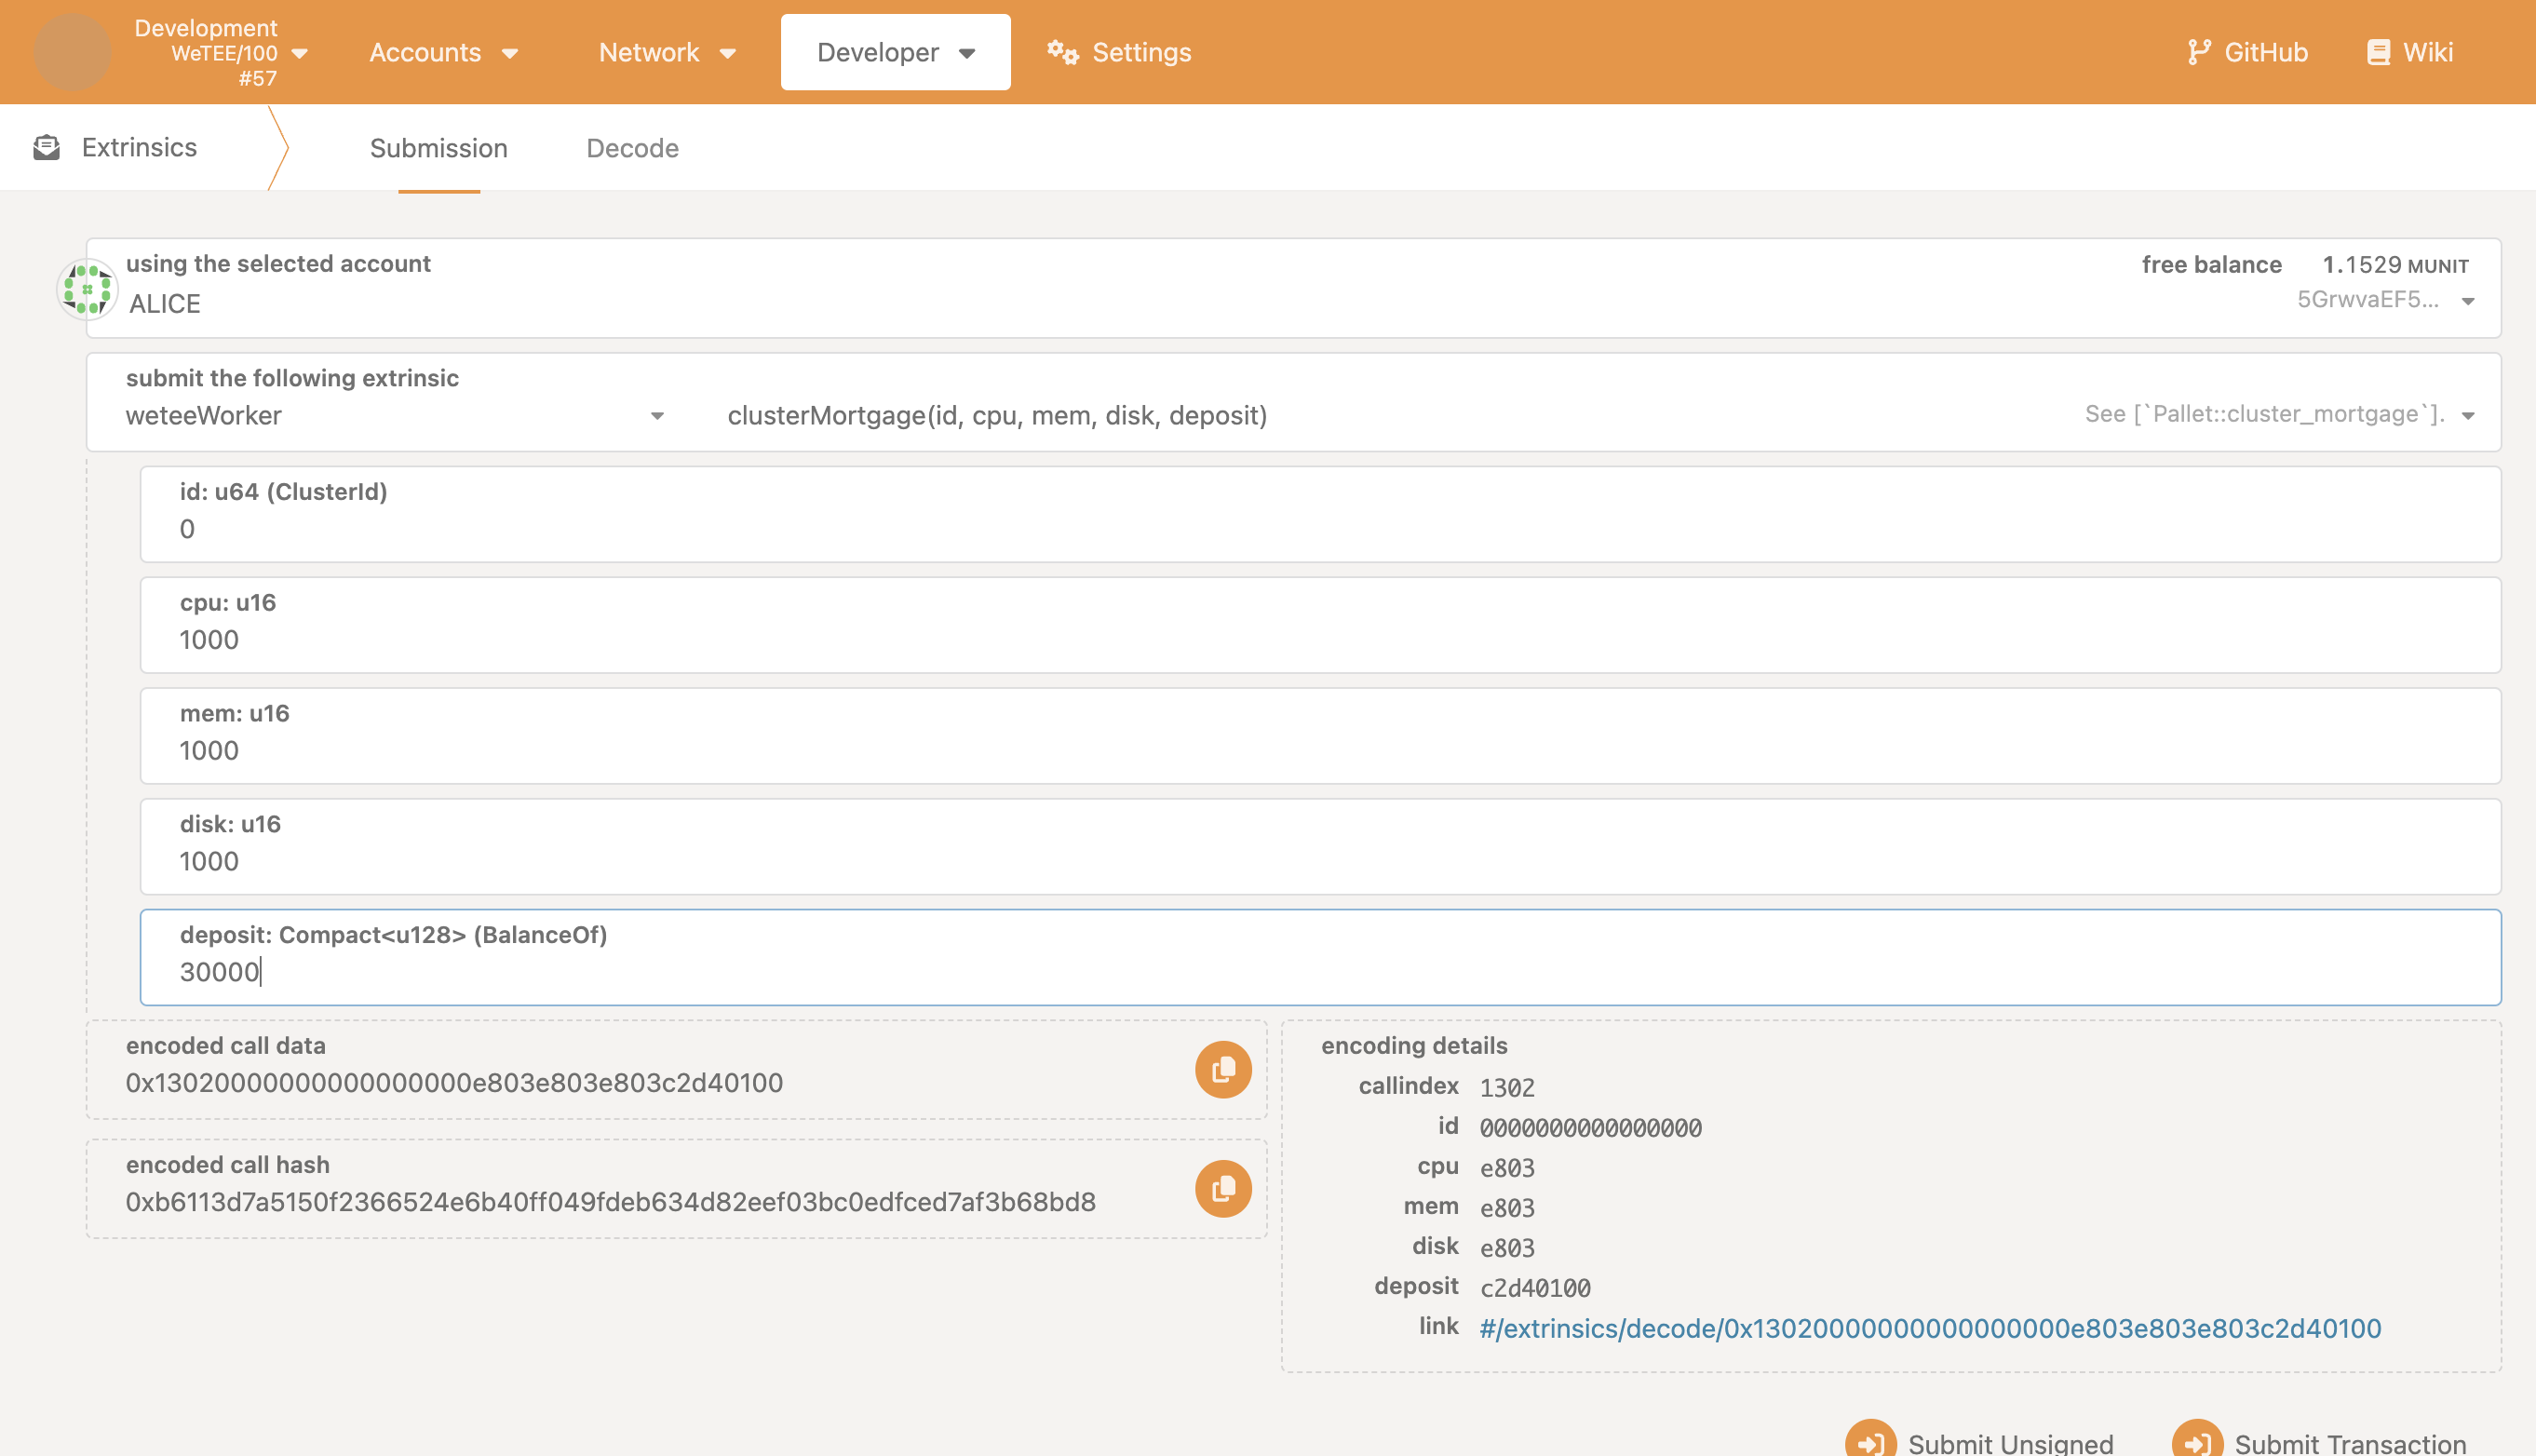 Development
WeTEE/100
#57
Accounts
Network
Developer
Settings
GitHub
Wiki
Extrinsics
Submission
Decode
using the selected account
ALICE
free balance 1.1529 MUNIT
5GrwvaEF5...
submit the following extrinsic
weteeWorker
clusterMortgage(id, cpu, mem, disk, deposit)
See [`Pallet::cluster_mortgage`].
id: u64 (ClusterId)
0
cpu: u16
1000
mem: u16
1000
disk: u16
1000
deposit: Compact<u128> (BalanceOf)
30000
encoded call data
0x13020000000000000000e803e803e803c2d40100
encoded call hash
0xb6113d7a5150f2366524e6b40ff049fdeb634d82eef03bc0edfced7af3b68bd8
encoding details
callindex 1302
id 0000000000000000
cpu e803
mem e803
disk e803
deposit c2d40100
link #/extrinsics/decode/0x13020000000000000000e803e803e803c2d40100
Submit Unsigned
Submit Transaction